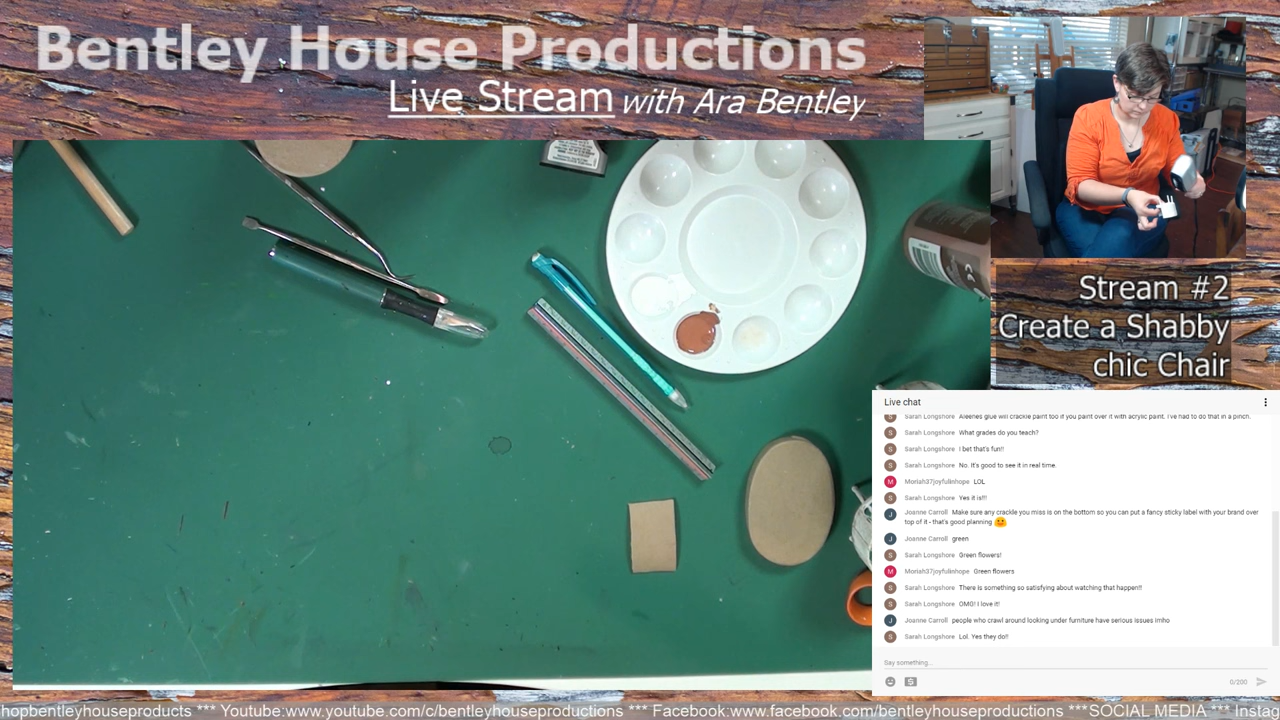 Bentley House Productions
Live Stream with Ara Bentley
Stream #2
Create a Shabby
chic Chair
Live chat
Sarah Longshore Aleenes glue will crackle paint too if you paint over it with acrylic paint. I've had to do that in a pinch.
Sarah Longshore What grades do you teach?
Sarah Longshore I bet that's fun!!
Sarah Longshore No. It's good to see it in real time.
M Moriah37joyfulinhope LOL
S Sarah Longshore Yes it is!!!
J Joanne Carroll Make sure any crackle you miss is on the bottom so you can put a fancy sticky label with your brand over
top of it - that's good planning
J Joanne Carroll green
S Sarah Longshore Green flowers!
M Moriah37joyfulinhope Green flowers
S Sarah Longshore There is something so satisfying about watching that happen!!
S Sarah Longshore OMG! I love it!
J Joanne Carroll people who crawl around looking under furniture have serious issues imho
S Sarah Longshore Lol. Yes they do!!
Say something...
0/200
hopbentleyhouseproducts *** Youtube:www.youtube.com/c/bentleyhouseproductions *** Facebook:www.facebook.com/bentleyhouseproductions ***SOCIAL MEDIA *** Instag